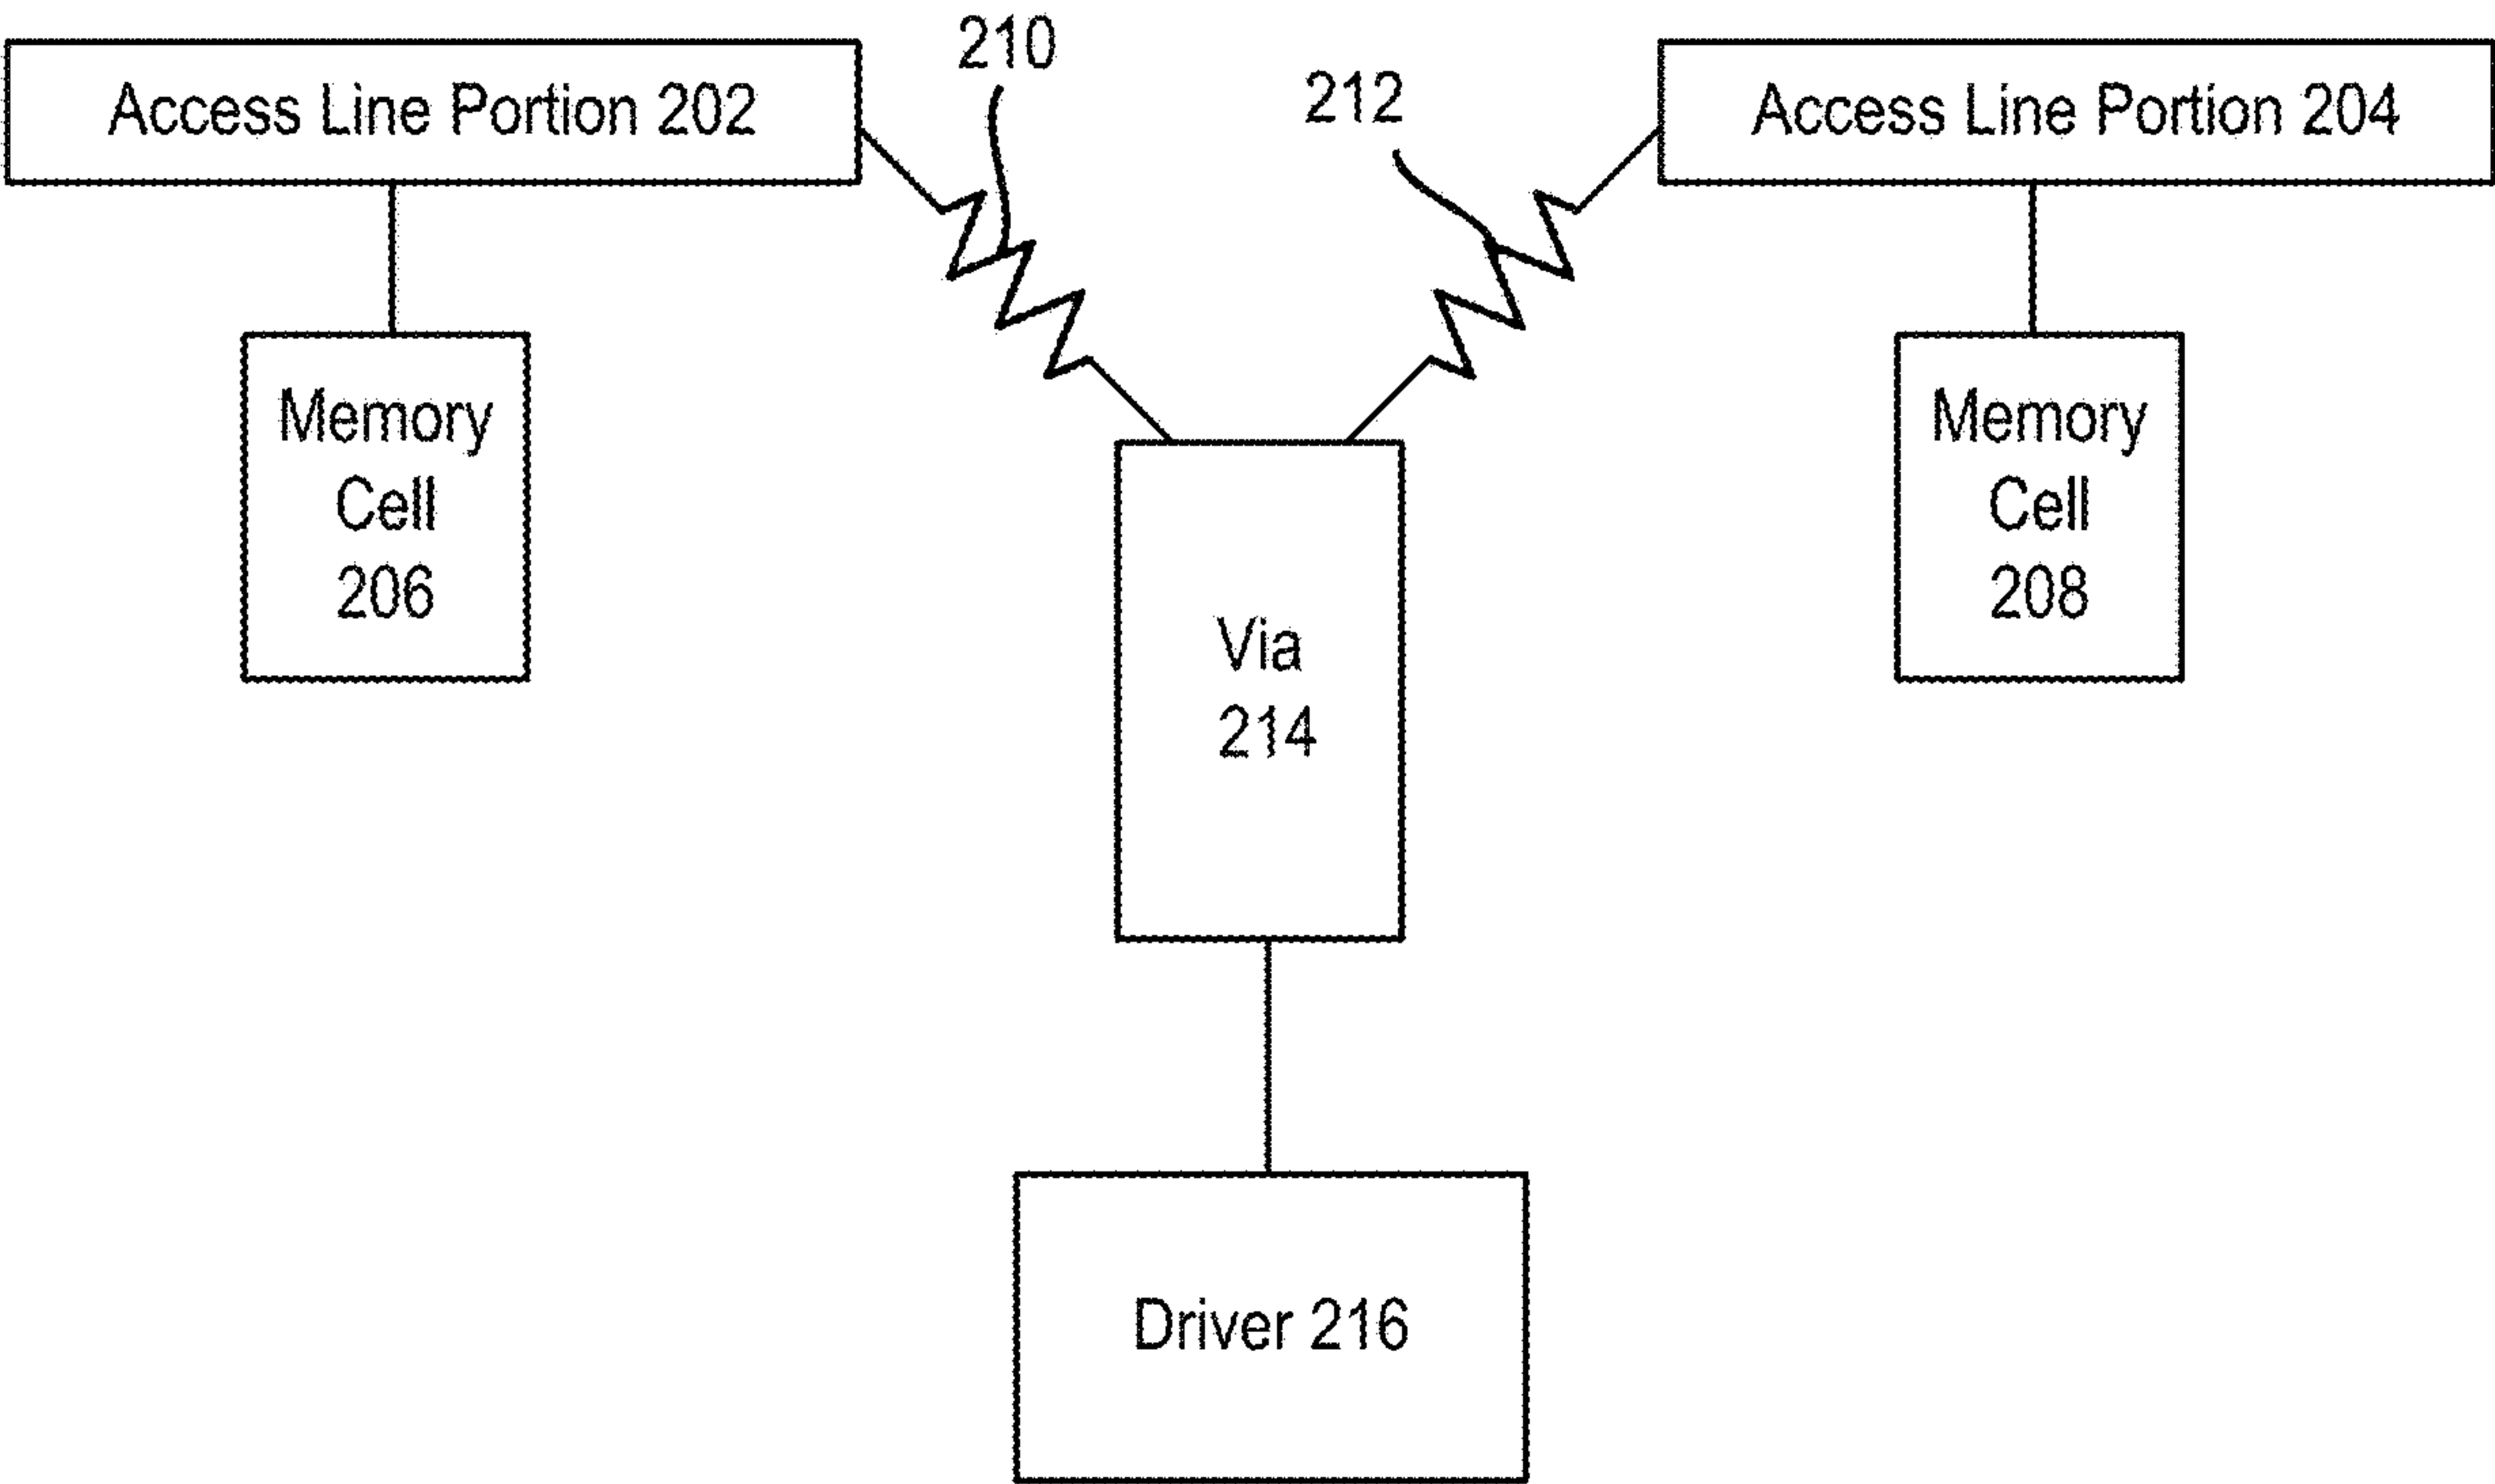 210
212
Access Line Portion 202
Access Line Portion 204
Memory
Cell
206
Memory
Cell
208
Via
214
Driver 216